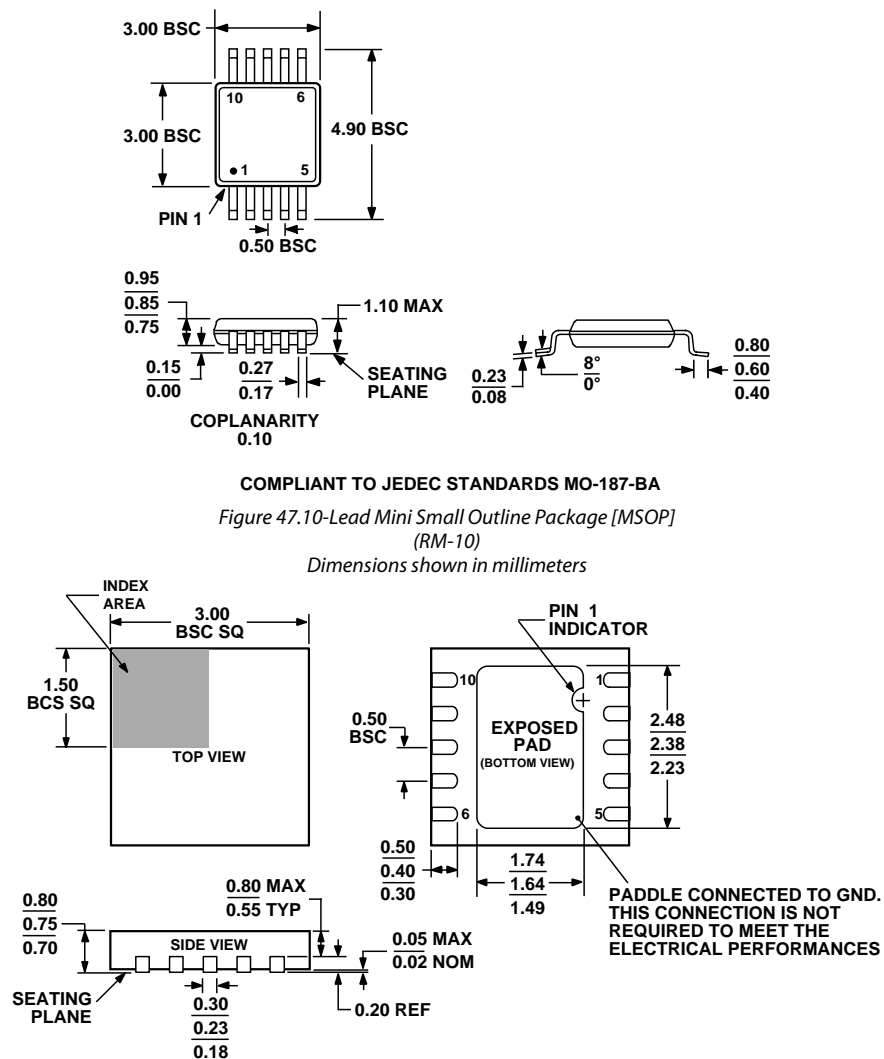 3.00 BSC
10
6
3.00 BSC
4.90 BSC
1
5
PIN 1
0.50 BSC
0.95
0.85
0.75
1.10 MAX
0.15
0.00
0.27
0.17
SEATING
PLANE
COPLANARITY
0.10
0.23
0.08
8°
0°
0.80
0.60
0.40
COMPLIANT TO JEDEC STANDARDS MO-187-BA
Figure 47.10-Lead Mini Small Outline Package [MSOP]
(RM-10)
Dimensions shown in millimeters
INDEX
AREA
3.00
BSC SQ
1.50
BCS SQ
TOP VIEW
PIN 1
INDICATOR
10
1
0.50
BSC
EXPOSED
PAD
(BOTTOM VIEW)
2.48
2.38
2.23
6
5
0.50
0.40
0.30
1.74
1.64
1.49
PADDLE CONNECTED TO GND.
THIS CONNECTION IS NOT
REQUIRED TO MEET THE
ELECTRICAL PERFORMANCES
0.80
0.75
0.70
0.80 MAX
0.55 TYP
SIDE VIEW
0.05 MAX
0.02 NOM
SEATING
PLANE
0.30
0.23
0.18
0.20 REF